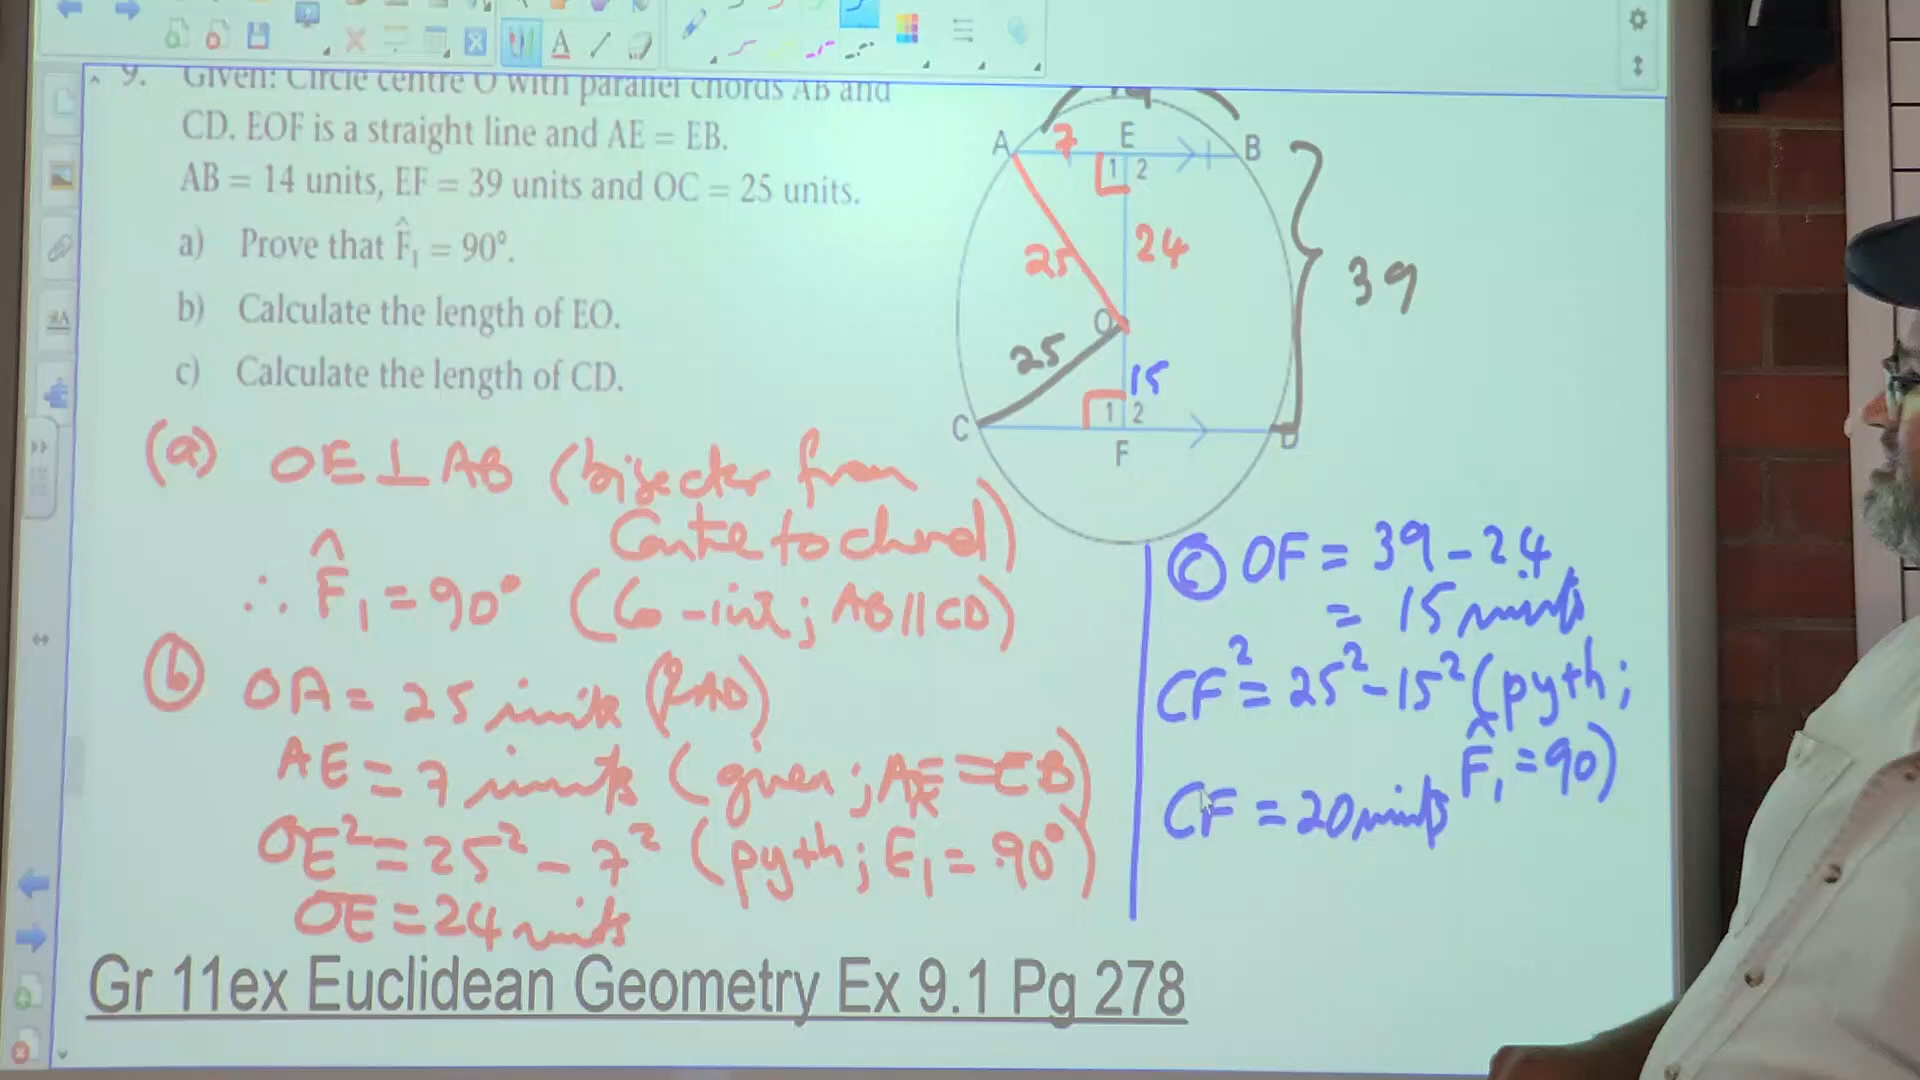 9. Given: Circle centre O with parallel chords AB and
CD. EOF is a straight line and AE = EB.
AB = 14 units, EF = 39 units and OC = 25 units.
a) Prove that F̂₁ = 90°.
b) Calculate the length of EO.
c) Calculate the length of CD.
A 7 E B
1 2
25 24 39
O
25 15
1 2
C F D
(a) OE ⊥ AB (bisector from
centre to chord)
∴ F̂₁ = 90° (co-int; AB || CD)
(b) OA = 25 units (RAD)
AE = 7 units (given; AE = EB)
OE² = 25² - 7² (pyth; E₁ = 90°)
OE = 24 units
(c) OF = 39 - 24
= 15 units
CF² = 25² - 15² (pyth;
F̂₁ = 90)
CF = 20 units
Gr 11ex Euclidean Geometry Ex 9.1 Pg 278